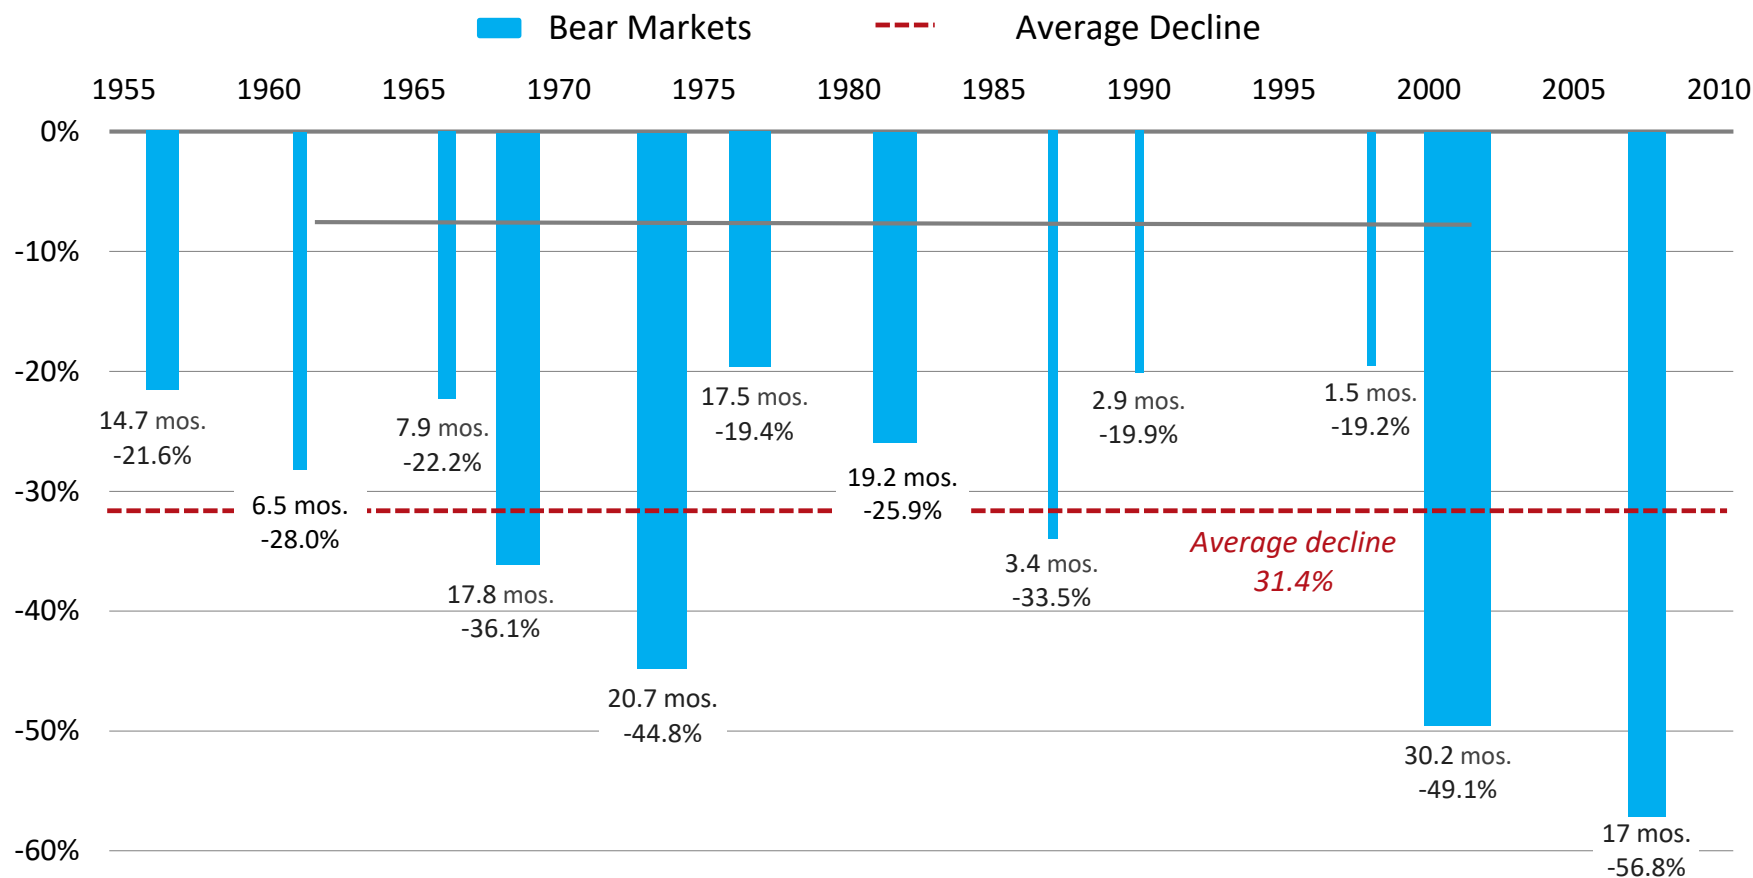 Bear Markets
Average Decline
1955 1960 1965 1970 1975 1980 1985 1990 1995 2000 2005 2010
0%
-10%
-20%
-30%
-40%
-50%
-60%
14.7 mos.
-21.6%
6.5 mos.
-28.0%
7.9 mos.
-22.2%
17.8 mos.
-36.1%
20.7 mos.
-44.8%
17.5 mos.
-19.4%
19.2 mos.
-25.9%
3.4 mos.
-33.5%
2.9 mos.
-19.9%
Average decline
31.4%
1.5 mos.
-19.2%
30.2 mos.
-49.1%
17 mos.
-56.8%